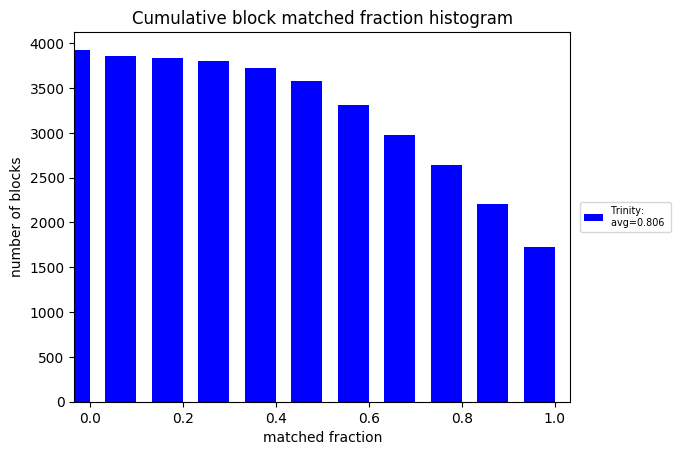 Cumulative block matched fraction histogram
number of blocks
4000
3500
3000
2500
2000
1500
1000
500
0
0.0 0.2 0.4 0.6 0.8 1.0
matched fraction
Trinity:
avg=0.806